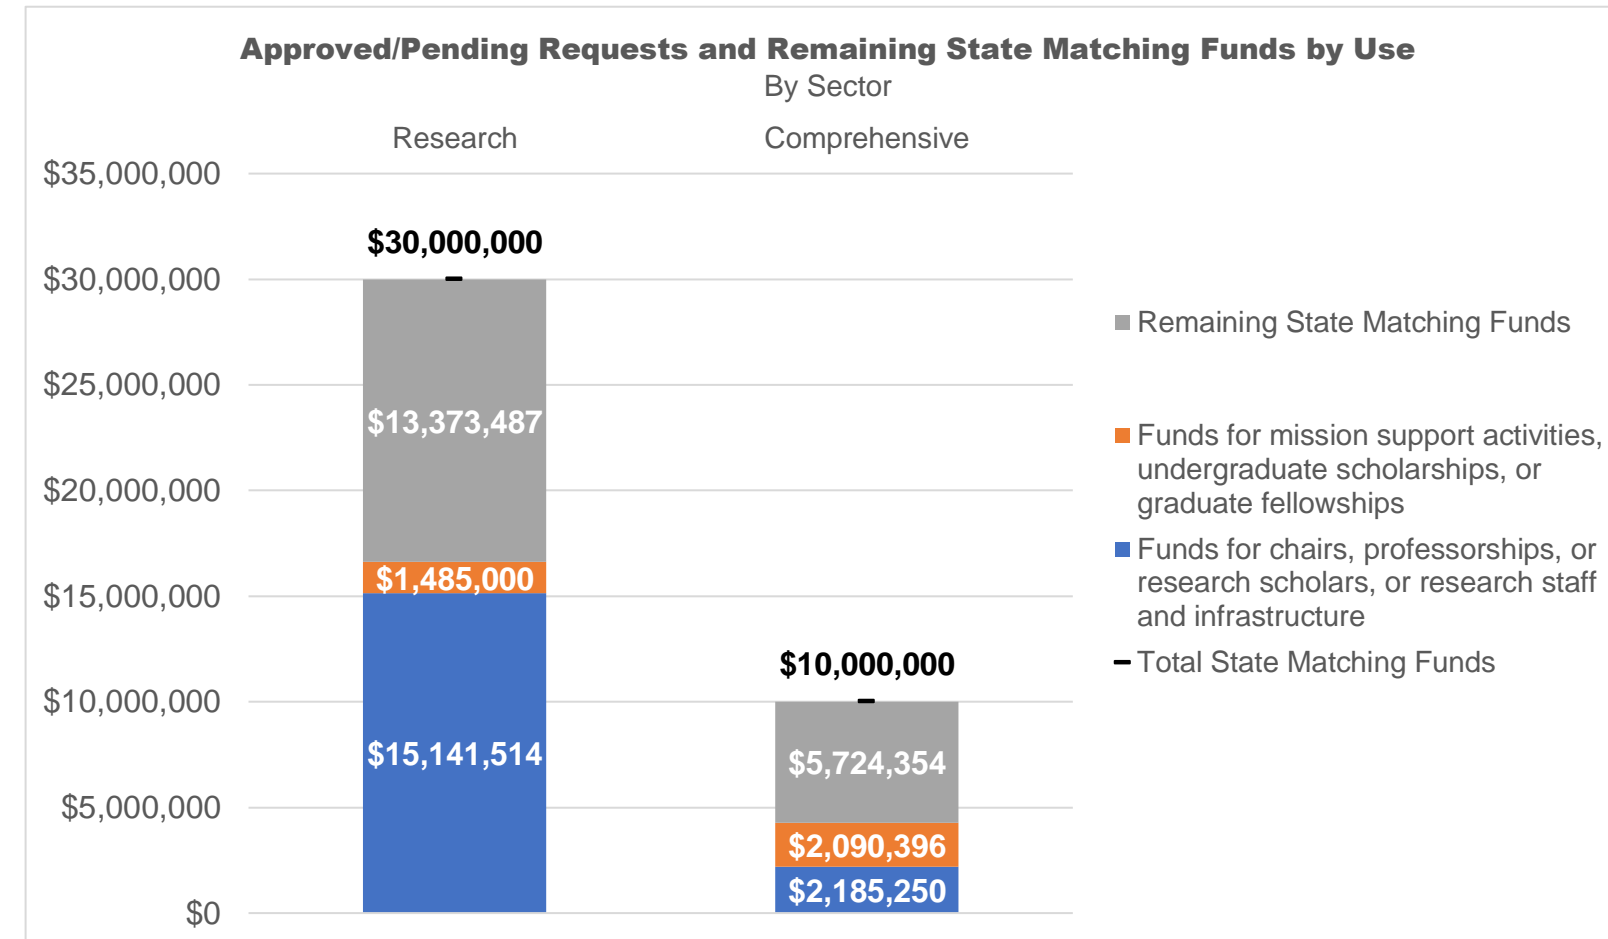 Approved/Pending Requests and Remaining State Matching Funds by Use
By Sector
Research
Comprehensive
$35,000,000
$30,000,000
$25,000,000
$20,000,000
$15,000,000
$10,000,000
$5,000,000
$0
$30,000,000
$13,373,487
$1,485,000
$15,141,514
$10,000,000
$5,724,354
$2,090,396
$2,185,250
Remaining State Matching Funds
Funds for mission support activities,
undergraduate scholarships, or
graduate fellowships
Funds for chairs, professorships, or
research scholars, or research staff
and infrastructure
Total State Matching Funds